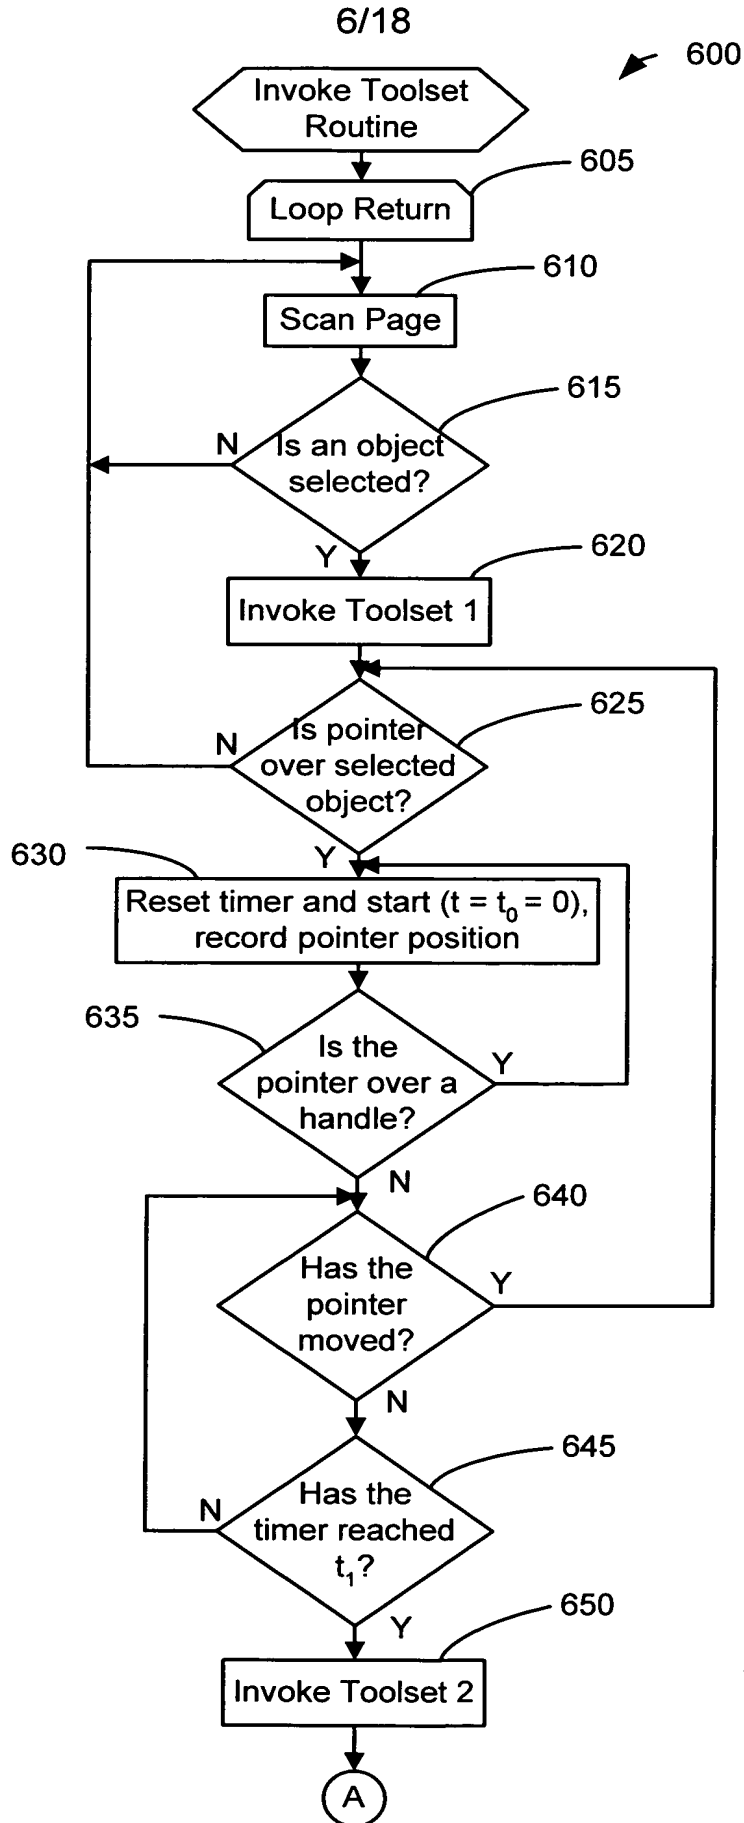 6/18
600
Invoke Toolset
Routine
605
Loop Return
610
Scan Page
615
N
Is an object
selected?
Y
620
Invoke Toolset 1
625
N
Is pointer
over selected
object?
Y
630
Reset timer and start (t = t₀ = 0),
record pointer position
635
Is the
pointer over a
handle?
Y
N
640
Has the
pointer
moved?
Y
N
645
N
Has the
timer reached
t₁?
Y
650
Invoke Toolset 2
A